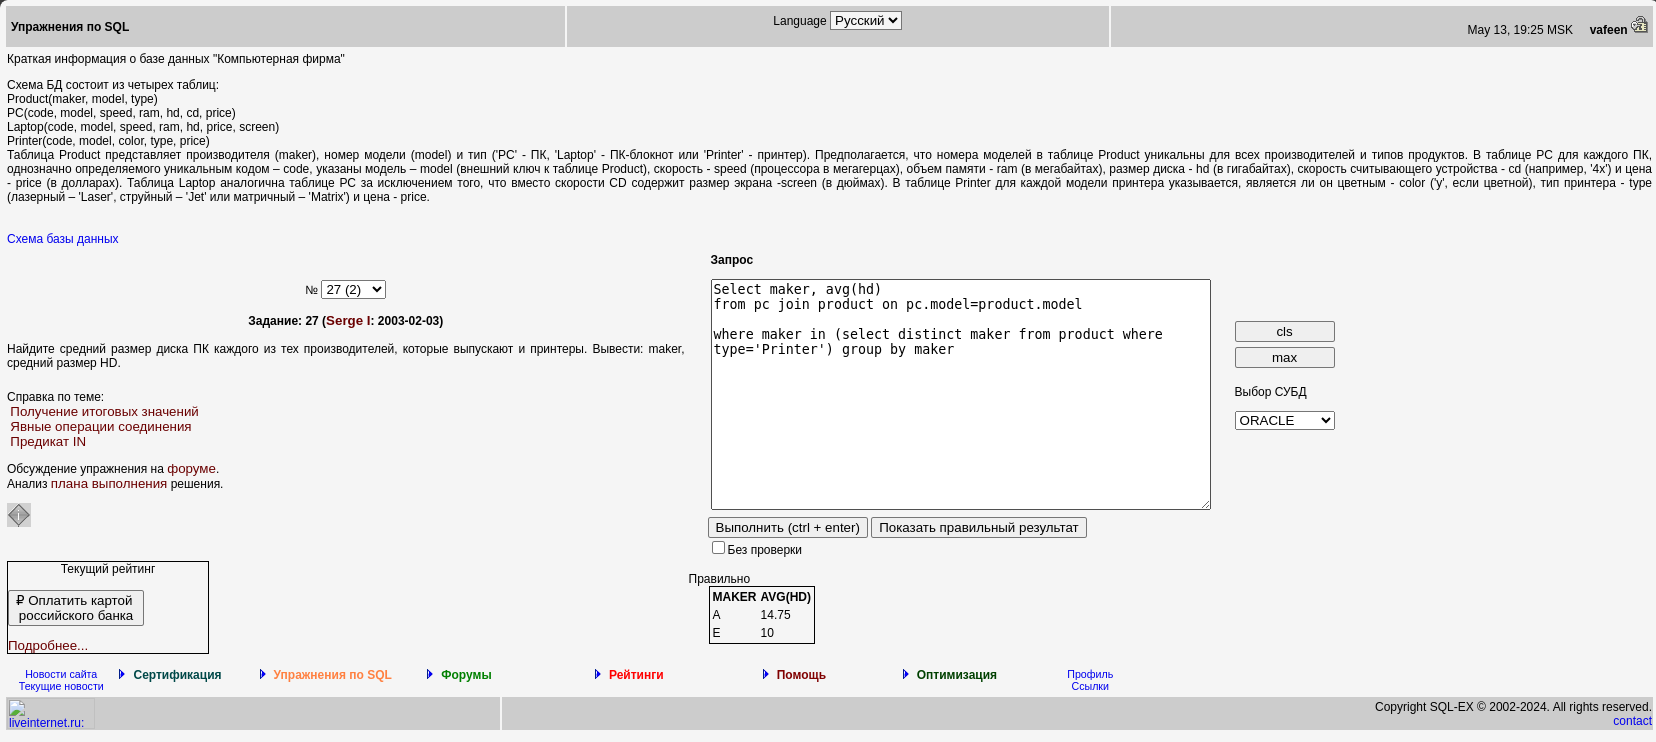 Упражнения по SQL
Language Русский
May 13, 19:25 MSK vafeen
Краткая информация о базе данных "Компьютерная фирма"
Схема БД состоит из четырех таблиц:
Product(maker, model, type)
PC(code, model, speed, ram, hd, cd, price)
Laptop(code, model, speed, ram, hd, price, screen)
Printer(code, model, color, type, price)
Таблица Product представляет производителя (maker), номер модели (model) и тип ('PC' - ПК, 'Laptop' - ПК-блокнот или 'Printer' - принтер). Предполагается, что номера моделей в таблице Product уникальны для всех производителей и типов продуктов. В таблице PC для каждого ПК,
однозначно определяемого уникальным кодом – code, указаны модель – model (внешний ключ к таблице Product), скорость - speed (процессора в мегагерцах), объем памяти - ram (в мегабайтах), размер диска - hd (в гигабайтах), скорость считывающего устройства - cd (например, '4x') и цена
- price (в долларах). Таблица Laptop аналогична таблице РС за исключением того, что вместо скорости CD содержит размер экрана -screen (в дюймах). В таблице Printer для каждой модели принтера указывается, является ли он цветным - color ('y', если цветной), тип принтера - type
(лазерный – 'Laser', струйный – 'Jet' или матричный – 'Matrix') и цена - price.
Схема базы данных
№ 27 (2)
Задание: 27 (Serge I: 2003-02-03)
Найдите средний размер диска ПК каждого из тех производителей, которые выпускают и принтеры. Вывести: maker,
средний размер HD.
Справка по теме:
Получение итоговых значений
Явные операции соединения
Предикат IN
Обсуждение упражнения на форуме.
Анализ плана выполнения решения.
Текущий рейтинг
₽ Оплатить картой
российского банка
Подробнее...
Запрос
Select maker, avg(hd)
from pc join product on pc.model=product.model
where maker in (select distinct maker from product where
type='Printer') group by maker
cls
max
Выбор СУБД
ORACLE
Выполнить (ctrl + enter) Показать правильный результат
Без проверки
Правильно
MAKER AVG(HD)
A 14.75
E 10
Новости сайта
Текущие новости
Сертификация
Упражнения по SQL
Форумы
Рейтинги
Помощь
Оптимизация
Профиль
Ссылки
liveinternet.ru:
Copyright SQL-EX © 2002-2024. All rights reserved.
contact